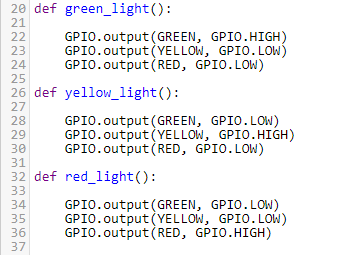 20 def green_light():
21
22     GPIO.output(GREEN, GPIO.HIGH)
23     GPIO.output(YELLOW, GPIO.LOW)
24     GPIO.output(RED, GPIO.LOW)
25
26 def yellow_light():
27
28     GPIO.output(GREEN, GPIO.LOW)
29     GPIO.output(YELLOW, GPIO.HIGH)
30     GPIO.output(RED, GPIO.LOW)
31
32 def red_light():
33
34     GPIO.output(GREEN, GPIO.LOW)
35     GPIO.output(YELLOW, GPIO.LOW)
36     GPIO.output(RED, GPIO.HIGH)
37